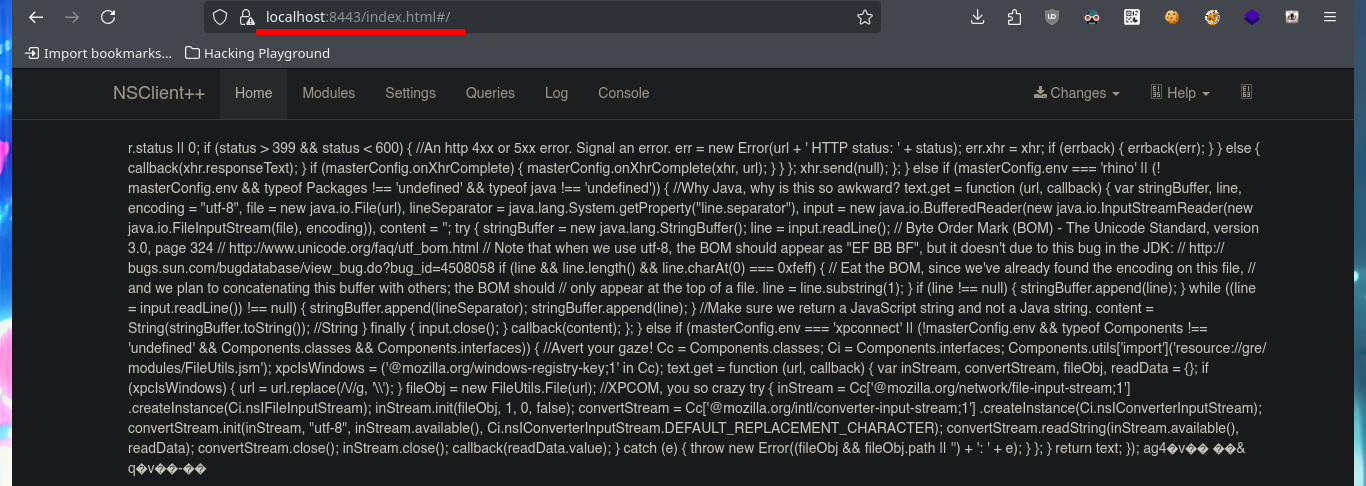 localhost:8443/index.html#/
Import bookmarks... Hacking Playground
NSClient++ Home Modules Settings Queries Log Console Changes Help
r.status || 0; if (status > 399 && status < 600) { //An http 4xx or 5xx error. Signal an error. err = new Error(url + ' HTTP status: ' + status); err.xhr = xhr; if (errback) { errback(err); } } else {
callback(xhr.responseText); } if (masterConfig.onXhrComplete) { masterConfig.onXhrComplete(xhr, url); } } }; xhr.send(null); }; } else if (masterConfig.env === 'rhino' || (!
masterConfig.env && typeof Packages !== 'undefined' && typeof java !== 'undefined')) { //Why Java, why is this so awkward? text.get = function (url, callback) { var stringBuffer, line,
encoding = "utf-8", file = new java.io.File(url), lineSeparator = java.lang.System.getProperty("line.separator"), input = new java.io.BufferedReader(new java.io.InputStreamReader(new
java.io.FileInputStream(file), encoding)), content = ''; try { stringBuffer = new java.lang.StringBuffer(); line = input.readLine(); // Byte Order Mark (BOM) - The Unicode Standard, version
3.0, page 324 // http://www.unicode.org/faq/utf_bom.html // Note that when we use utf-8, the BOM should appear as "EF BB BF", but it doesn't due to this bug in the JDK: // http://
bugs.sun.com/bugdatabase/view_bug.do?bug_id=4508058 if (line && line.length() && line.charAt(0) === 0xfeff) { // Eat the BOM, since we've already found the encoding on this file, //
and we plan to concatenating this buffer with others; the BOM should // only appear at the top of a file. line = line.substring(1); } if (line !== null) { stringBuffer.append(line); } while ((line
= input.readLine()) !== null) { stringBuffer.append(lineSeparator); stringBuffer.append(line); } //Make sure we return a JavaScript string and not a Java string. content =
String(stringBuffer.toString()); //String } finally { input.close(); } callback(content); }; } else if (masterConfig.env === 'xpconnect' || (!masterConfig.env && typeof Components !==
'undefined' && Components.classes && Components.interfaces)) { //Avert your gaze! Cc = Components.classes; Ci = Components.interfaces; Components.utils['import']('resource://gre/
modules/FileUtils.jsm'); xpcIsWindows = ('@mozilla.org/windows-registry-key;1' in Cc); text.get = function (url, callback) { var inStream, convertStream, fileObj, readData = {}; if
(xpcIsWindows) { url = url.replace(/\//g, '\\'); } fileObj = new FileUtils.File(url); //XPCOM, you so crazy try { inStream = Cc['@mozilla.org/network/file-input-stream;1']
.createInstance(Ci.nsIFileInputStream); inStream.init(fileObj, 1, 0, false); convertStream = Cc['@mozilla.org/intl/converter-input-stream;1'] .createInstance(Ci.nsIConverterInputStream);
convertStream.init(inStream, "utf-8", inStream.available(), Ci.nsIConverterInputStream.DEFAULT_REPLACEMENT_CHARACTER); convertStream.readString(inStream.available(),
readData); convertStream.close(); inStream.close(); callback(readData.value); } catch (e) { throw new Error((fileObj && fileObj.path || '') + ': ' + e); } }; } return text; }); ag4�v�� ��&
q�v��-��